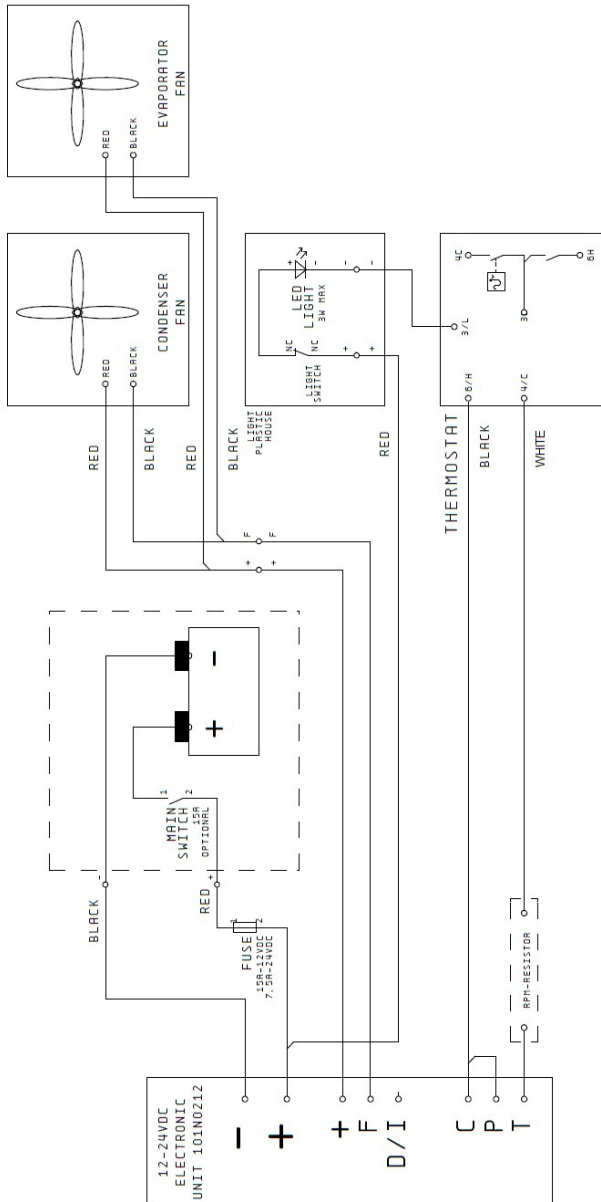 EVAPORATOR
FAN
RED
BLACK
CONDENSER
FAN
RED
BLACK
RED
BLACK
RED
BLACK
LIGHT
PLASTIC
HOUSE
LED
LIGHT
3W MAX
+
-
-
-
NC
NC
LIGHT
SWITCH
+
+
RED
4C
3
6H
3/L
6/H
4/C
THERMOSTAT
BLACK
WHITE
F
F
+
+
-
+
1
2
MAIN
SWITCH
15A
OPTIONAL
-
+
BLACK
RED
1
2
FUSE
15A-12VDC
7.5A-24VDC
RPM-RESISTOR
12-24VDC
ELECTRONIC
UNIT 101N0212
-
+
+
F
D/I
C
P
T